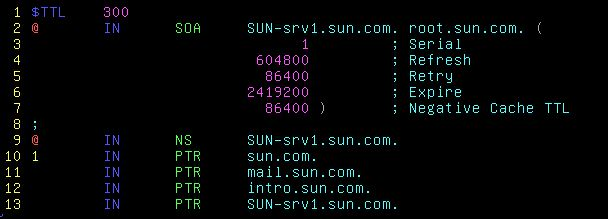 1 $TTL 300
2 @ IN SOA SUN-srv1.sun.com. root.sun.com. (
3 1 ; Serial
4 604800 ; Refresh
5 86400 ; Retry
6 2419200 ; Expire
7 86400 ) ; Negative Cache TTL
8 ;
9 @ IN NS SUN-srv1.sun.com.
10 1 IN PTR sun.com.
11 IN PTR mail.sun.com.
12 IN PTR intro.sun.com.
13 IN PTR SUN-srv1.sun.com.